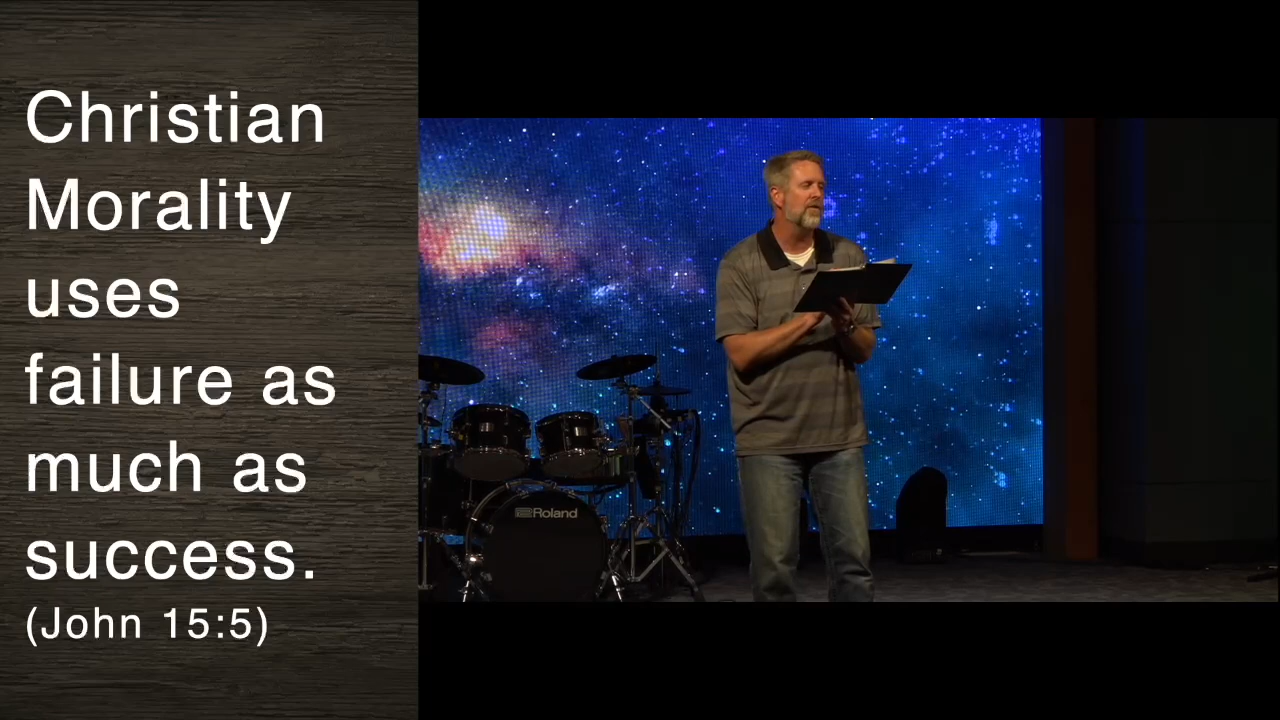 Christian
Morality
uses
failure as
much as
success.
(John 15:5)
Roland